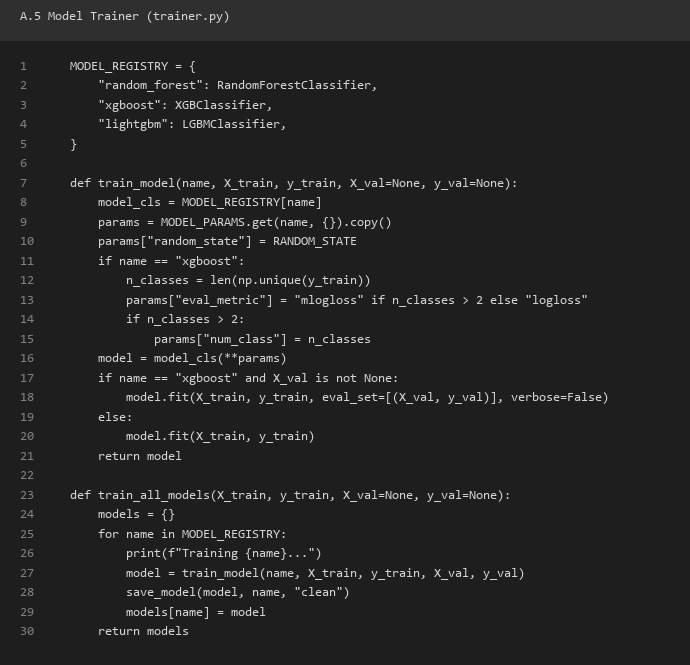 A.5 Model Trainer (trainer.py)
1 MODEL_REGISTRY = {
2     "random_forest": RandomForestClassifier,
3     "xgboost": XGBClassifier,
4     "lightgbm": LGBMClassifier,
5 }
6
7 def train_model(name, X_train, y_train, X_val=None, y_val=None):
8     model_cls = MODEL_REGISTRY[name]
9     params = MODEL_PARAMS.get(name, {}).copy()
10     params["random_state"] = RANDOM_STATE
11     if name == "xgboost":
12         n_classes = len(np.unique(y_train))
13         params["eval_metric"] = "mlogloss" if n_classes > 2 else "logloss"
14         if n_classes > 2:
15             params["num_class"] = n_classes
16     model = model_cls(**params)
17     if name == "xgboost" and X_val is not None:
18         model.fit(X_train, y_train, eval_set=[(X_val, y_val)], verbose=False)
19     else:
20         model.fit(X_train, y_train)
21     return model
22
23 def train_all_models(X_train, y_train, X_val=None, y_val=None):
24     models = {}
25     for name in MODEL_REGISTRY:
26         print(f"Training {name}...")
27         model = train_model(name, X_train, y_train, X_val, y_val)
28         save_model(model, name, "clean")
29         models[name] = model
30     return models